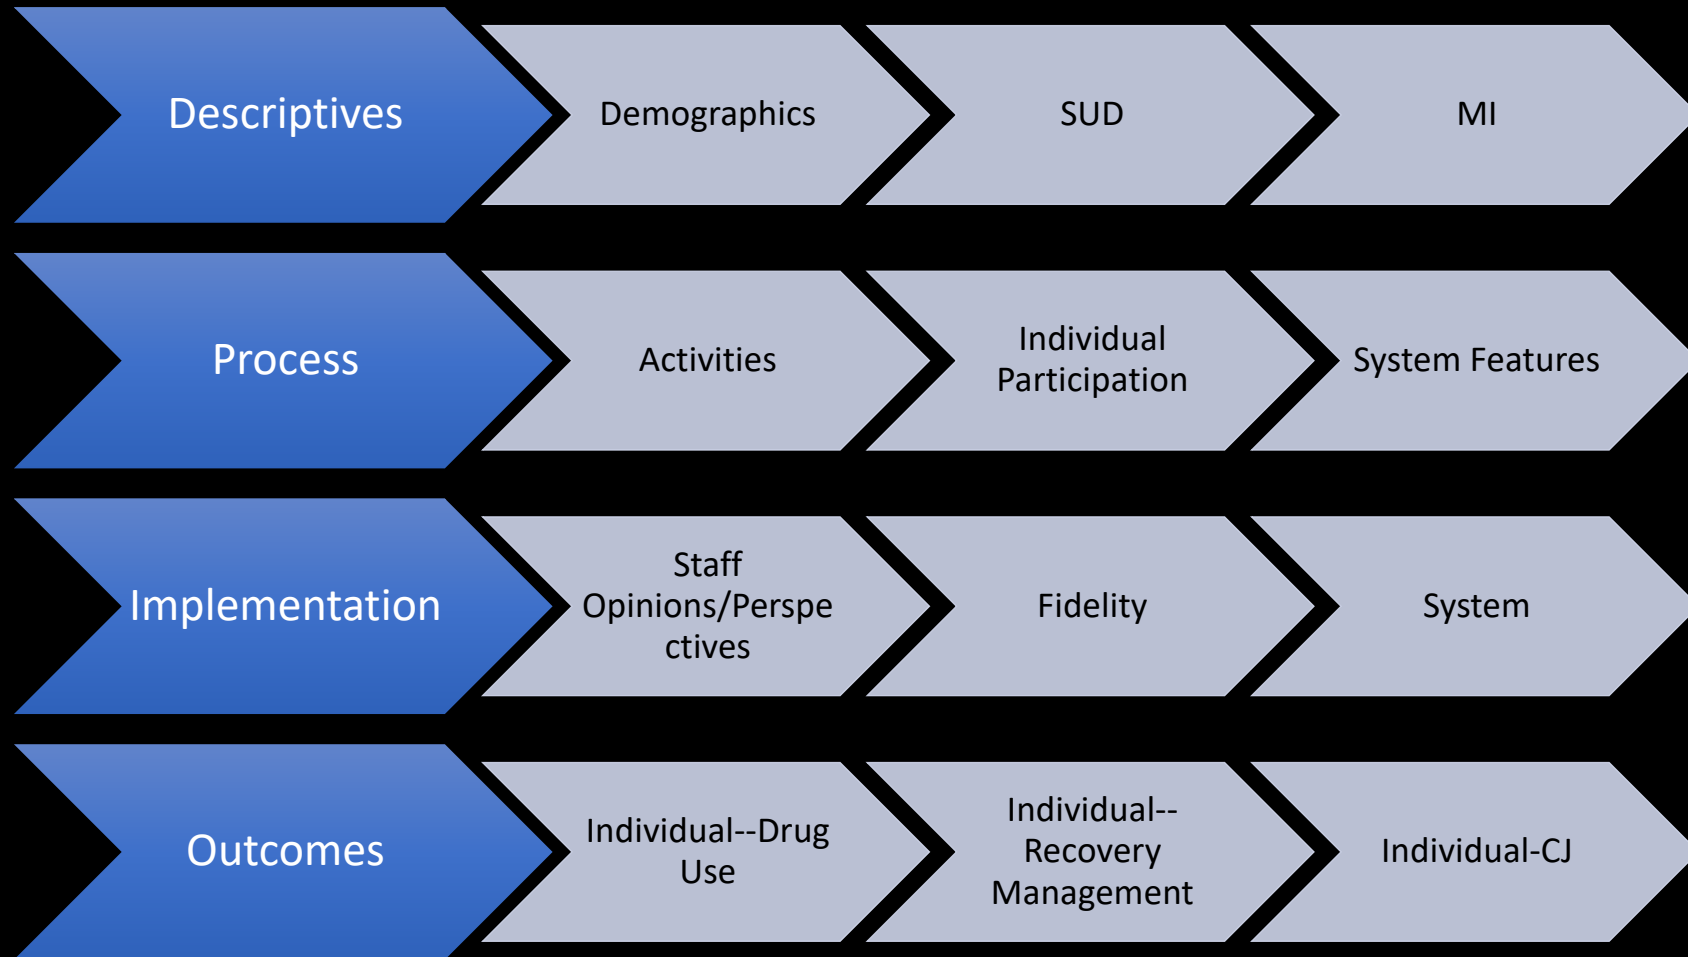 Descriptives
Demographics
SUD
MI
Process
Activities
Individual
Participation
System Features
Implementation
Staff
Opinions/Perspe
ctives
Fidelity
System
Outcomes
Individual--Drug
Use
Individual--
Recovery
Management
Individual-CJ